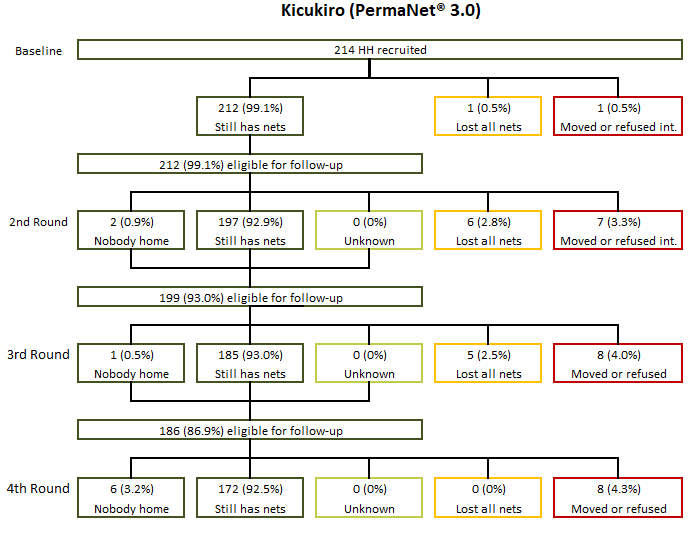 Kicukiro (PermaNet® 3.0)
Baseline
214 HH recruited
212 (99.1%)
Still has nets
1 (0.5%)
Lost all nets
1 (0.5%)
Moved or refused int.
212 (99.1%) eligible for follow-up
2nd Round
2 (0.9%)
Nobody home
197 (92.9%)
Still has nets
0 (0%)
Unknown
6 (2.8%)
Lost all nets
7 (3.3%)
Moved or refused int.
199 (93.0%) eligible for follow-up
3rd Round
1 (0.5%)
Nobody home
185 (93.0%)
Still has nets
0 (0%)
Unknown
5 (2.5%)
Lost all nets
8 (4.0%)
Moved or refused
186 (86.9%) eligible for follow-up
4th Round
6 (3.2%)
Nobody home
172 (92.5%)
Still has nets
0 (0%)
Unknown
0 (0%)
Lost all nets
8 (4.3%)
Moved or refused